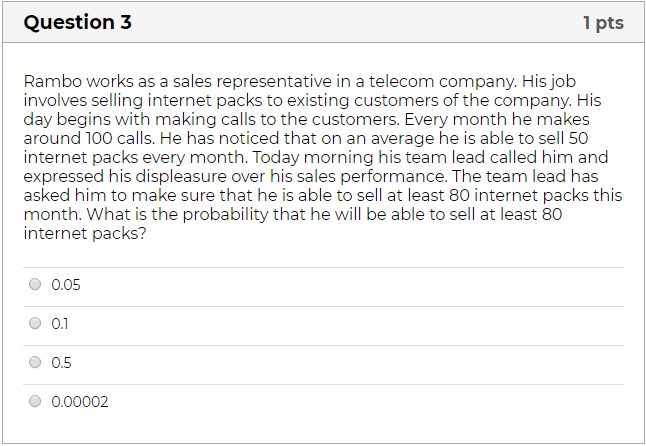 Question 3
1 pts
Rambo works as a sales representative in a telecom company. His job
involves selling internet packs to existing customers of the company. His
day begins with making calls to the customers. Every month he makes
around 100 calls. He has noticed that on an average he is able to sell 50
internet packs every month. Today morning his team lead called him and
expressed his displeasure over his sales performance. The team lead has
asked him to make sure that he is able to sell at least 80 internet packs this
month. What is the probability that he will be able to sell at least 80
internet packs?
0.05
0.1
0.5
0.00002